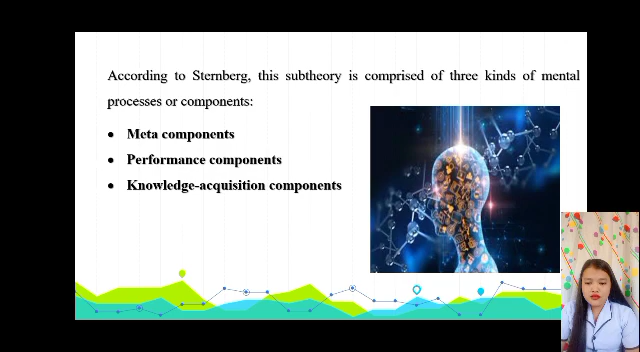 According to Sternberg, this subtheory is comprised of three kinds of mental
processes or components:
• Meta components
• Performance components
• Knowledge-acquisition components